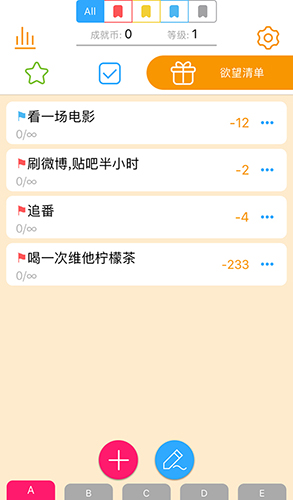 All
成就币: 0 等级: 1
欲望清单
看一场电影
0/∞
-12
刷微博,贴吧半小时
0/∞
-2
追番
0/∞
-4
喝一次维他柠檬茶
0/∞
-233
A B C D E